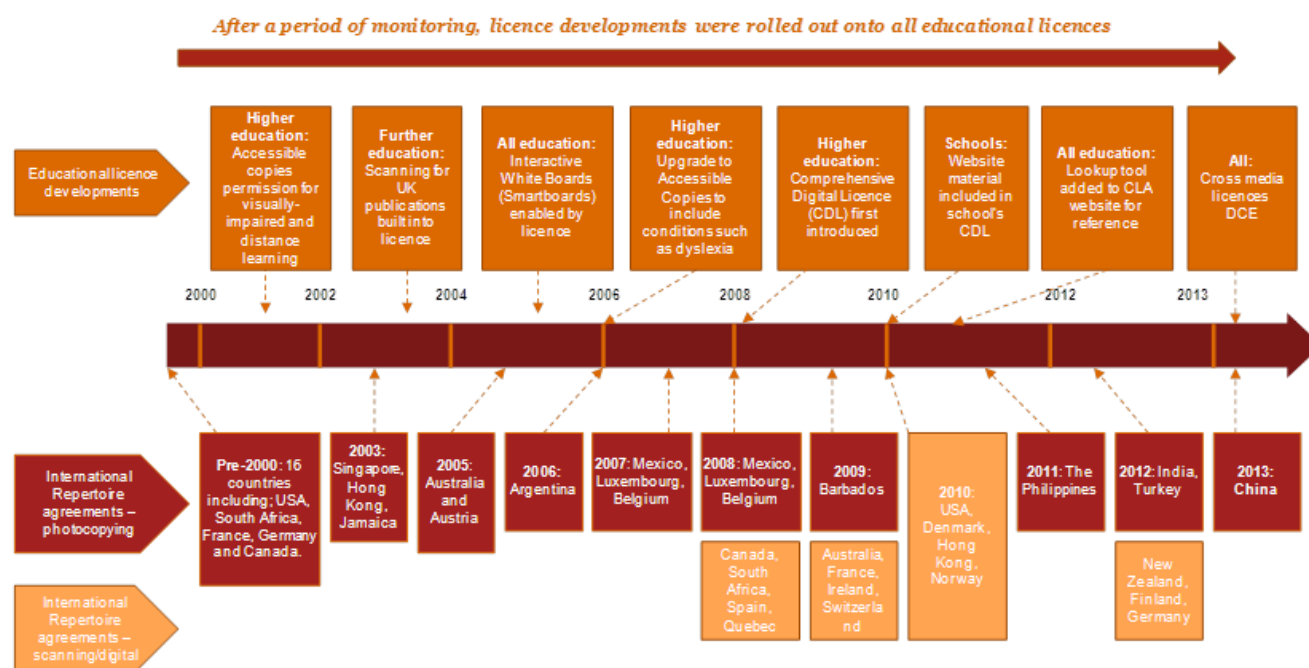 After a period of monitoring, licence developments were rolled out onto all educational licences
Educational licence
developments
Higher
education:
Accessible
copies
permission for
visually-
impaired and
distance
learning
Further
education:
Scanning for
UK
publications
built into
licence
All education:
Interactive
White Boards
(Smartboards)
enabled by
licence
Higher
education:
Upgrade to
Accessible
Copies to
include
conditions such
as dyslexia
Higher
education:
Comprehensive
Digital Licence
(CDL) first
introduced
Schools:
Website
material
included in
school's
CDL
All education:
Lookup tool
added to CLA
website for
reference
All:
Cross media
licences
DCE
2000
2002
2004
2006
2008
2010
2012
2013
International
Repertoire
agreements –
photocopying
Pre-2000: 16
countries
including; USA,
South Africa,
France, Germany
and Canada.
2003:
Singapore,
Hong
Kong,
Jamaica
2005:
Australia
and
Austria
2006:
Argentina
2007: Mexico,
Luxembourg,
Belgium
2008: Mexico,
Luxembourg,
Belgium
2009:
Barbados
2010:
USA,
Denmark,
Hong
Kong,
Norway
2011: The
Philippines
2012: India,
Turkey
2013:
China
International
Repertoire
agreements –
scanning/digital
Canada,
South
Africa,
Spain,
Quebec
Australia,
France,
Ireland,
Switzerla
nd
New
Zealand,
Finland,
Germany